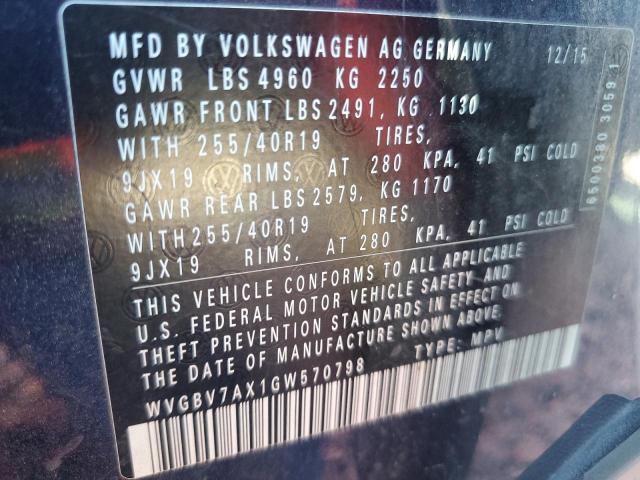 MFD BY VOLKSWAGEN AG GERMANY 12/15
GVWR LBS 4960 KG 2250
GAWR FRONT LBS 2491, KG 1130
WITH 255/40R19 TIRES,
9JX19 RIMS, AT 280 KPA, 41 PSI COLD
GAWR REAR LBS 2579, KG 1170
WITH 255/40R19 TIRES,
9JX19 RIMS, AT 280 KPA, 41 PSI COLD
THIS VEHICLE CONFORMS TO ALL APPLICABLE
U.S. FEDERAL MOTOR VEHICLE SAFETY AND
THEFT PREVENTION STANDARDS IN EFFECT ON
THE DATE OF MANUFACTURE SHOWN ABOVE.
WVGBV7AX1GW570798 TYPE: MPV
6500380 3059 1